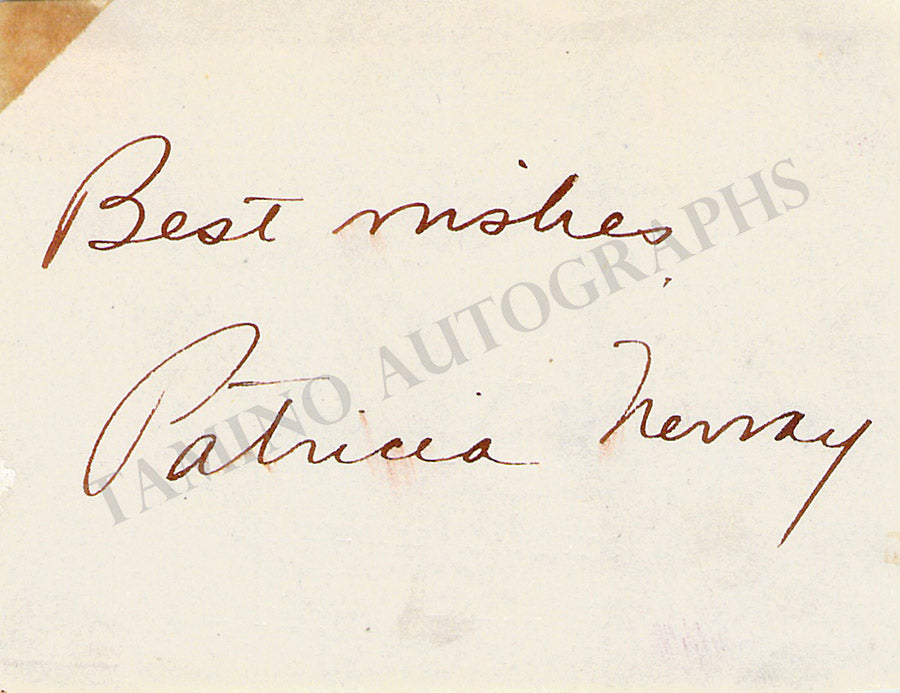 Best wishes,
Patricia Neway
TAMINO AUTOGRAPHS